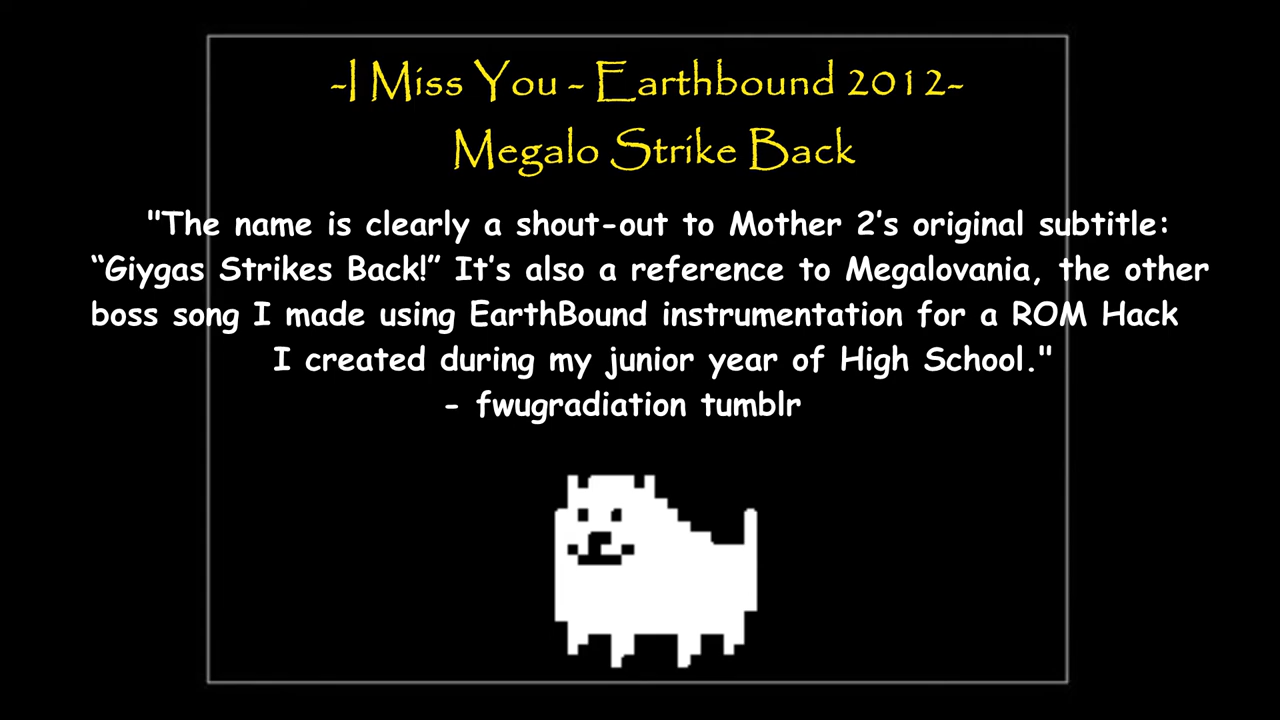 -I Miss You - Earthbound 2012-
Megalo Strike Back
"The name is clearly a shout-out to Mother 2’s original subtitle:
“Giygas Strikes Back!” It’s also a reference to Megalovania, the other
boss song I made using EarthBound instrumentation for a ROM Hack
I created during my junior year of High School."
- fwugradiation tumblr